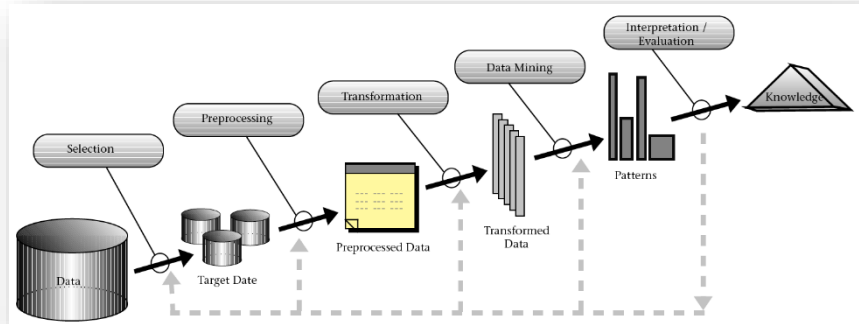 Interpretation /
Evaluation
Data Mining
Transformation
Preprocessing
Selection
Knowledge
Patterns
Transformed
Data
Preprocessed Data
Target Date
Data